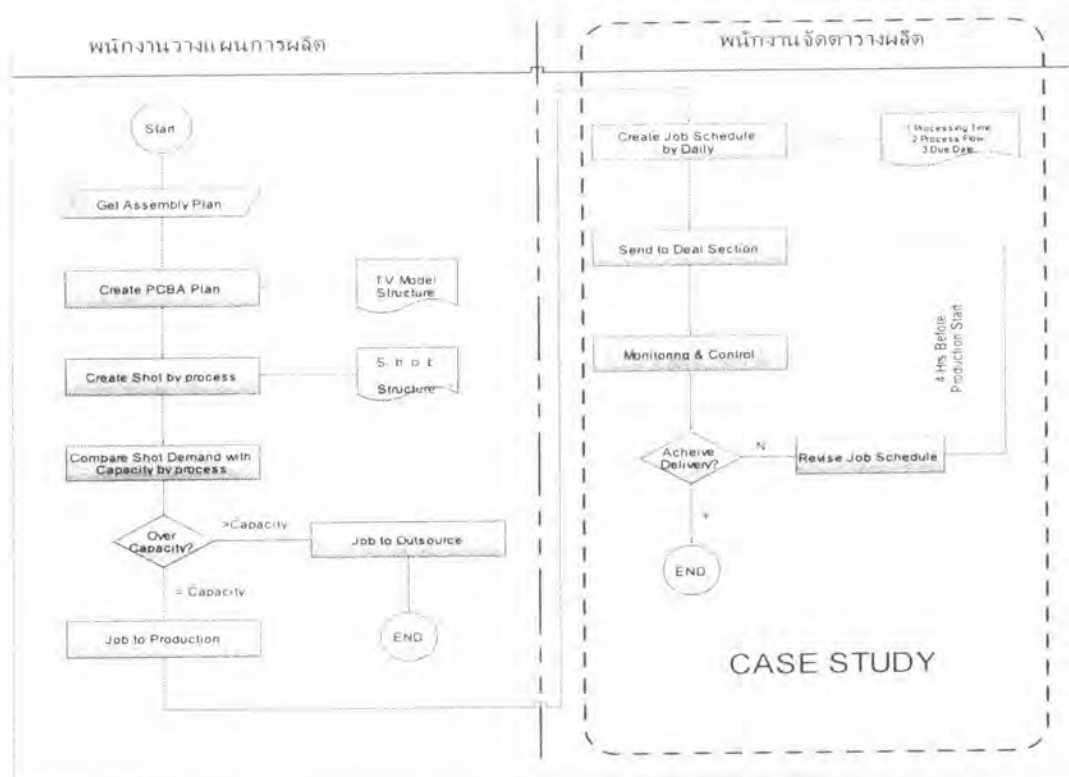 พนักงานวางแผนการผลิต
Start
Get Assembly Plan
Create PCBA Plan
TV Model
Structure
Create Shot by process
Shot
Structure
Compare Shot Demand with
Capacity by process
Over
Capacity?
>Capacity
Job to Outsource
= Capacity
Job to Production
END
พนักงานจัดตารางผลิต
Create Job Schedule
by Daily
1 Processing Time
2 Process Flow
3 Due Date
Send to Deal Section
Monitoring & Control
4 Hrs Before
Production Start
Acheive
Delivery?
N
Revise Job Schedule
Y
END
CASE STUDY